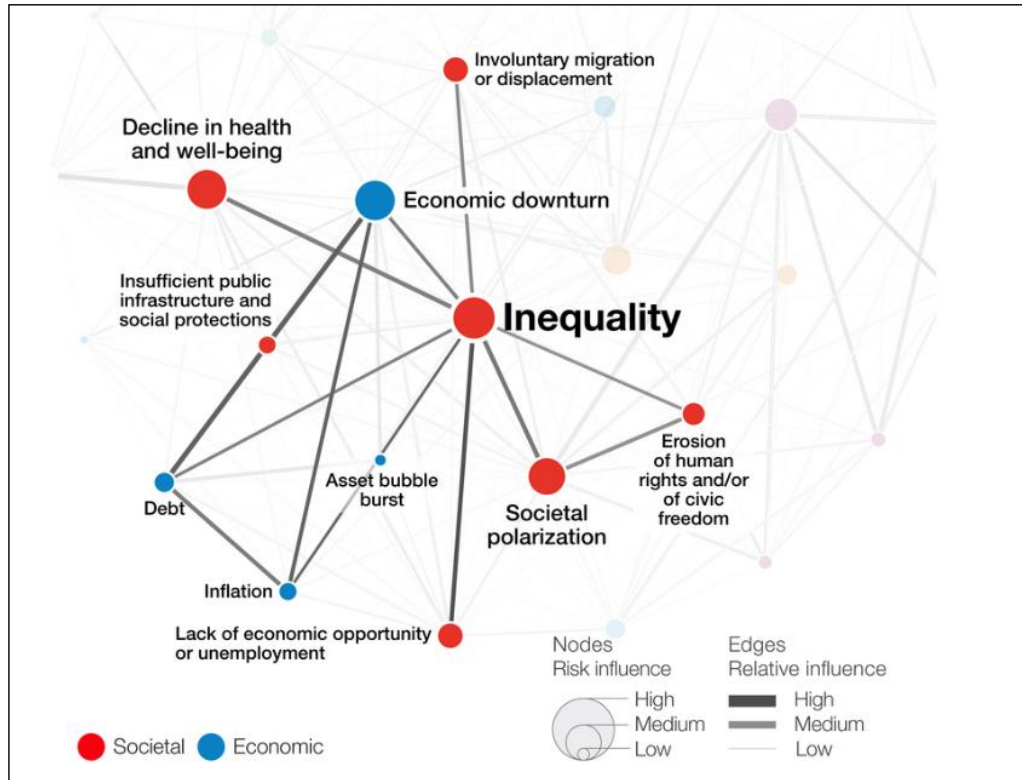 Involuntary migration
or displacement
Decline in health
and well-being
Economic downturn
Insufficient public
infrastructure and
social protections
Inequality
Erosion
of human
rights and/or
of civic
freedom
Asset bubble
burst
Debt
Societal
polarization
Inflation
Lack of economic opportunity
or unemployment
Nodes
Risk influence
High
Medium
Low
Edges
Relative influence
High
Medium
Low
Societal
Economic